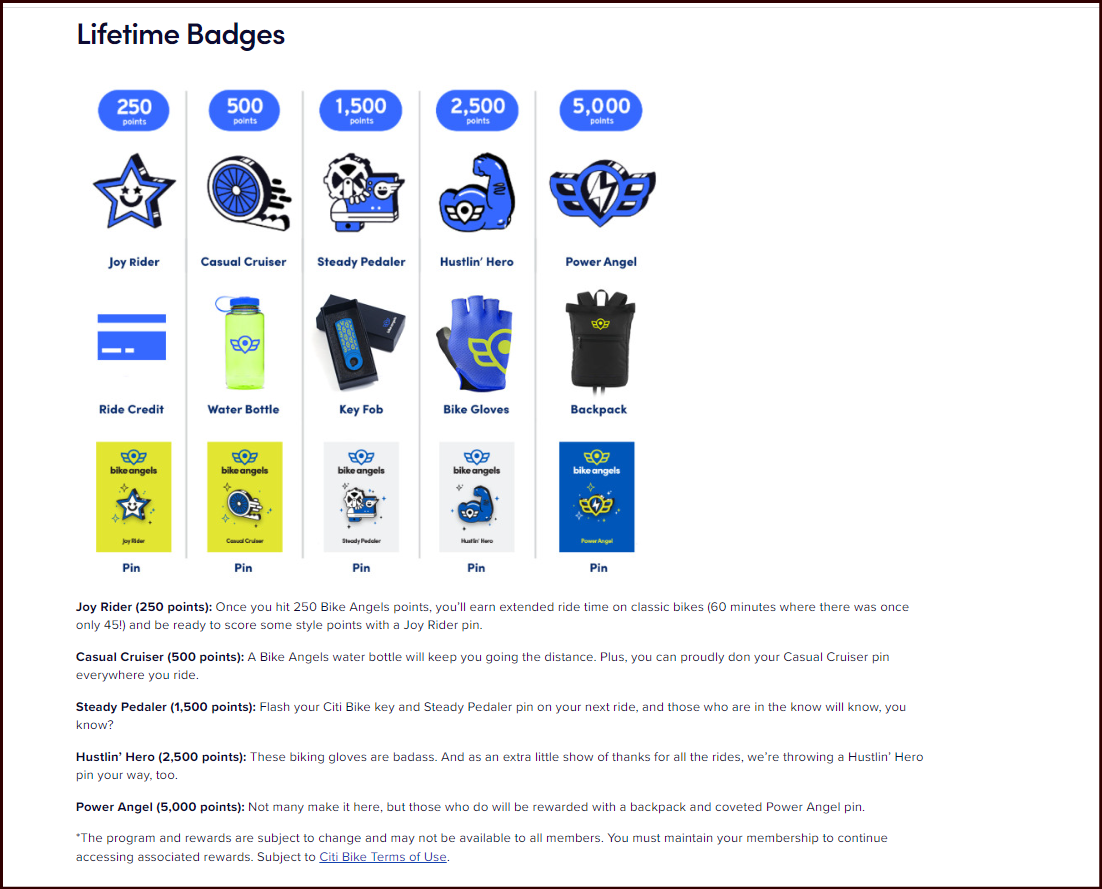 Lifetime Badges
250 500 1,500 2,500 5,000
points points points points points
Joy Rider Casual Cruiser Steady Pedaler Hustlin' Hero Power Angel
Ride Credit Water Bottle Key Fob Bike Gloves Backpack
bike angels bike angels bike angels bike angels bike angels
Joy Rider Casual Cruiser Steady Pedaler Hustlin' Hero Power Angel
Pin Pin Pin Pin Pin
Joy Rider (250 points): Once you hit 250 Bike Angels points, you’ll earn extended ride time on classic bikes (60 minutes where there was once
only 45!) and be ready to score some style points with a Joy Rider pin.
Casual Cruiser (500 points): A Bike Angels water bottle will keep you going the distance. Plus, you can proudly don your Casual Cruiser pin
everywhere you ride.
Steady Pedaler (1,500 points): Flash your Citi Bike key and Steady Pedaler pin on your next ride, and those who are in the know will know, you
know?
Hustlin’ Hero (2,500 points): These biking gloves are badass. And as an extra little show of thanks for all the rides, we’re throwing a Hustlin’ Hero
pin your way, too.
Power Angel (5,000 points): Not many make it here, but those who do will be rewarded with a backpack and coveted Power Angel pin.
*The program and rewards are subject to change and may not be available to all members. You must maintain your membership to continue
accessing associated rewards. Subject to Citi Bike Terms of Use.